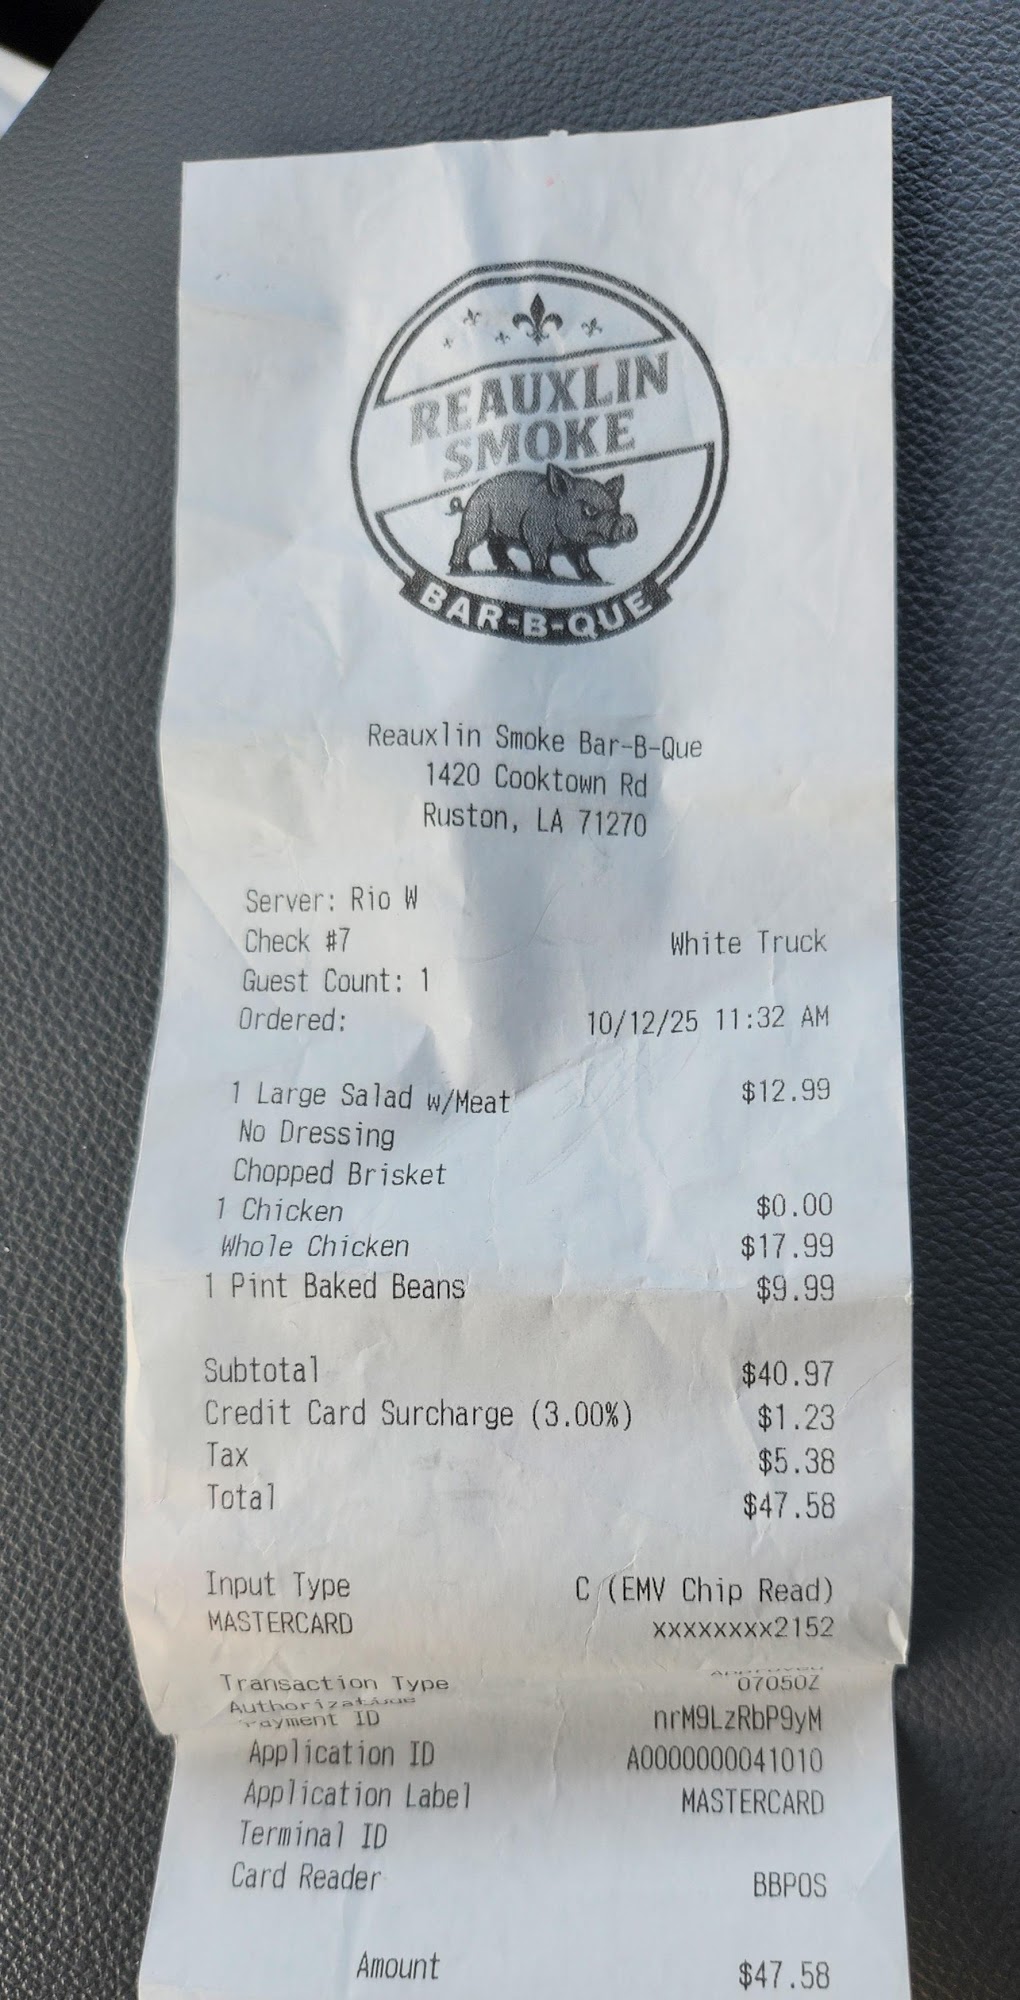 REAUXLIN
SMOKE
BAR-B-QUE
Reauxlin Smoke Bar-B-Que
1420 Cooktown Rd
Ruston, LA 71270
Server: Rio W
Check #7 White Truck
Guest Count: 1
Ordered: 10/12/25 11:32 AM
1 Large Salad w/Meat $12.99
No Dressing
Chopped Brisket
1 Chicken $0.00
Whole Chicken $17.99
1 Pint Baked Beans $9.99
Subtotal $40.97
Credit Card Surcharge (3.00%) $1.23
Tax $5.38
Total $47.58
Input Type C (EMV Chip Read)
MASTERCARD xxxxxxxx2152
Transaction Type
07050Z
Payment ID nrM9LzRbP9yM
Application ID A0000000041010
Application Label MASTERCARD
Terminal ID
Card Reader BBPOS
Amount $47.58